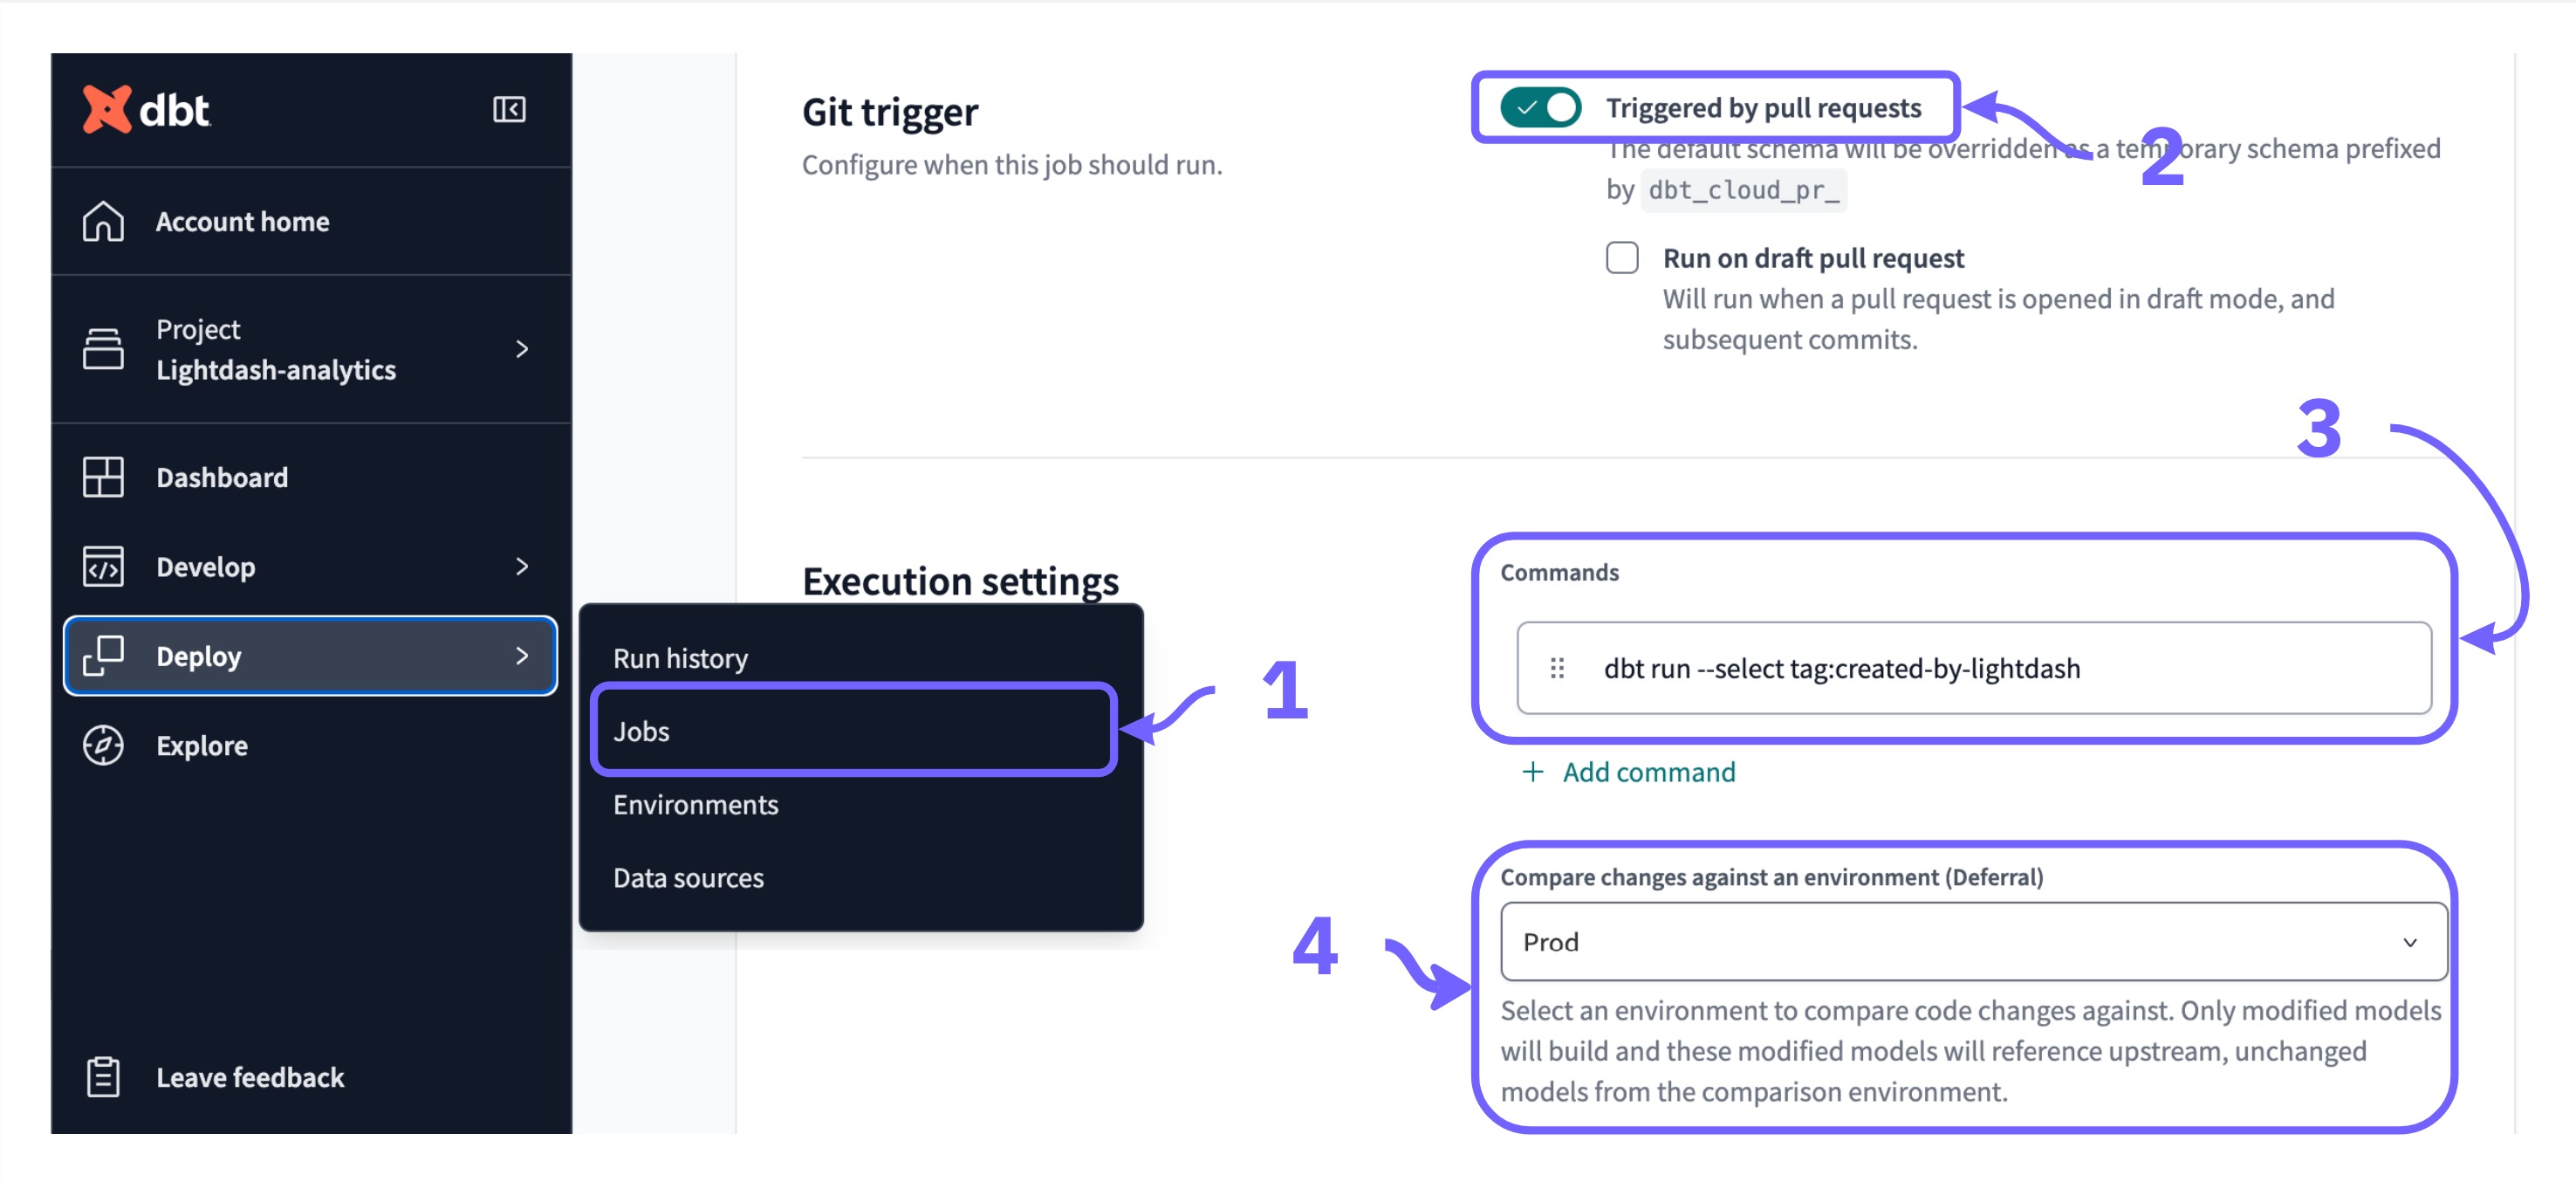 dbt
Account home
Project
Lightdash-analytics
Dashboard
Develop
Deploy
Explore
Leave feedback
Run history
Jobs
Environments
Data sources
1
Git trigger
Configure when this job should run.
Triggered by pull requests
2
The default schema will be overridden as a temporary schema prefixed
by dbt_cloud_pr_
Run on draft pull request
Will run when a pull request is opened in draft mode, and
subsequent commits.
3
Execution settings
Commands
dbt run --select tag:created-by-lightdash
+ Add command
4
Compare changes against an environment (Deferral)
Prod
Select an environment to compare code changes against. Only modified models
will build and these modified models will reference upstream, unchanged
models from the comparison environment.